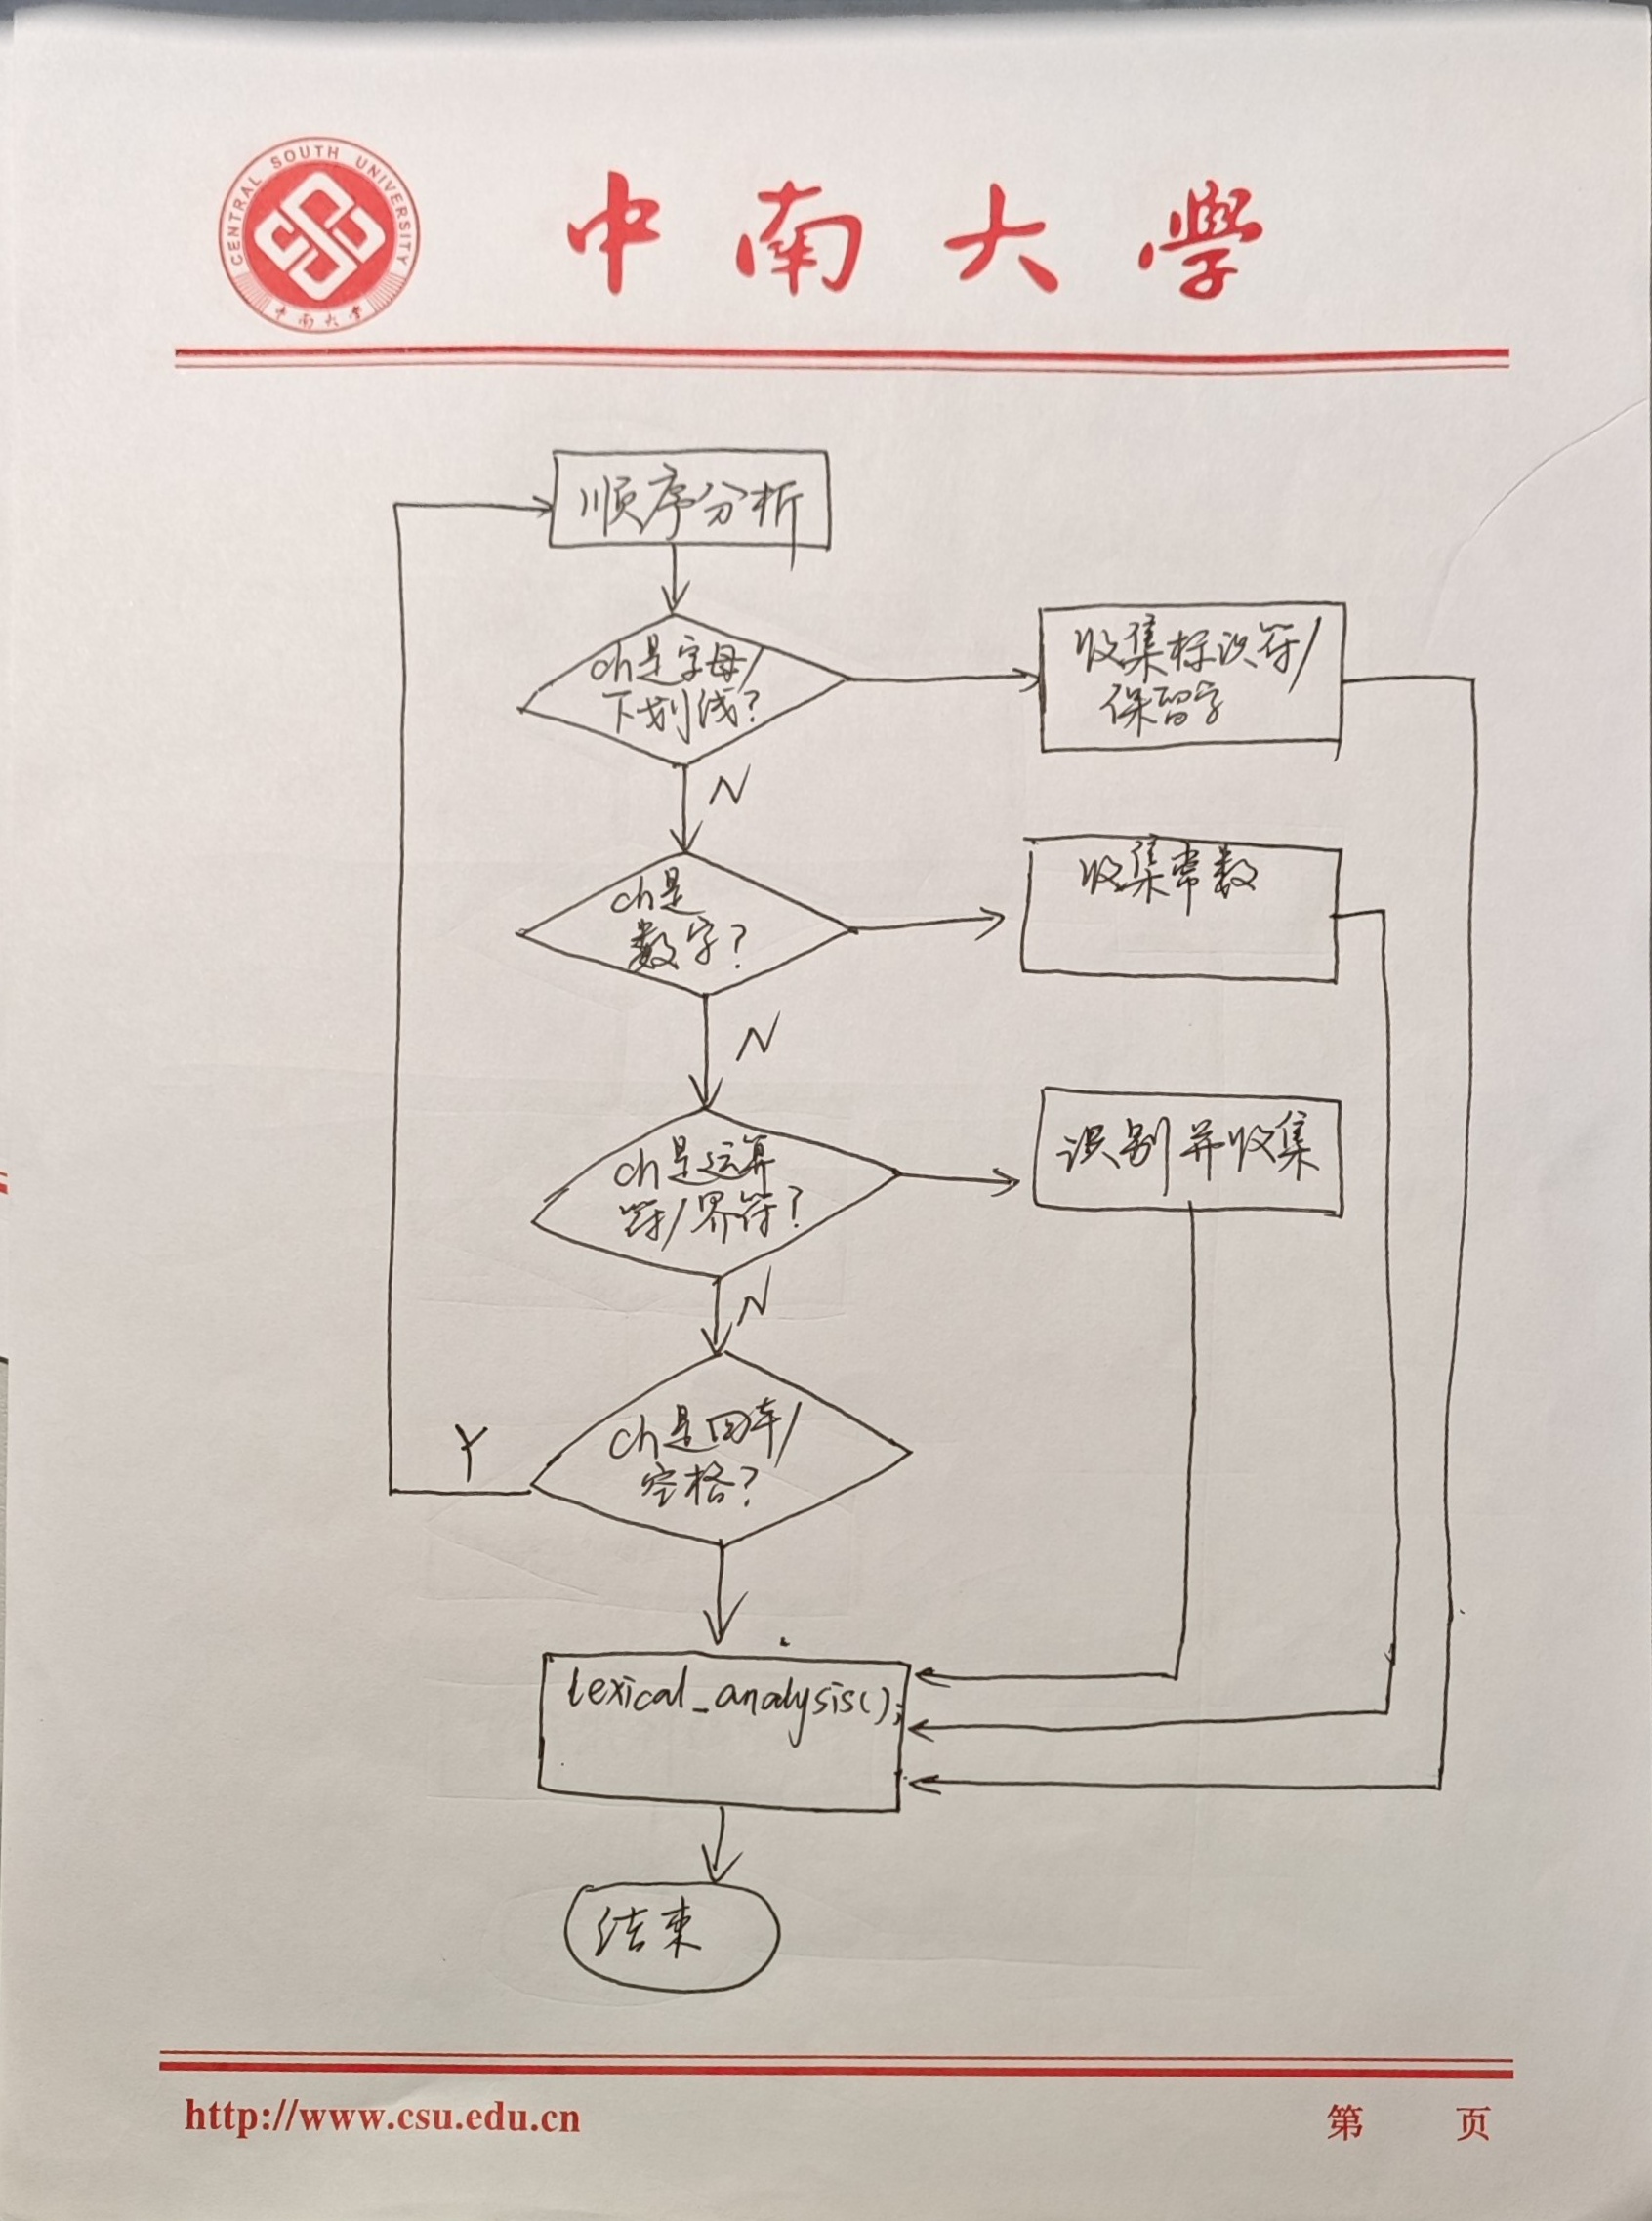 CENTRAL SOUTH UNIVERSITY
中南大学
中南大學
顺序分析
ch是字母/
下划线?
收集标识符/
保留字
N
ch是
数字?
收集常数
N
ch是运算
符/界符?
识别并收集
N
ch是回车/
空格?
Y
lexical_analysis();
结束
http://www.csu.edu.cn
第 页